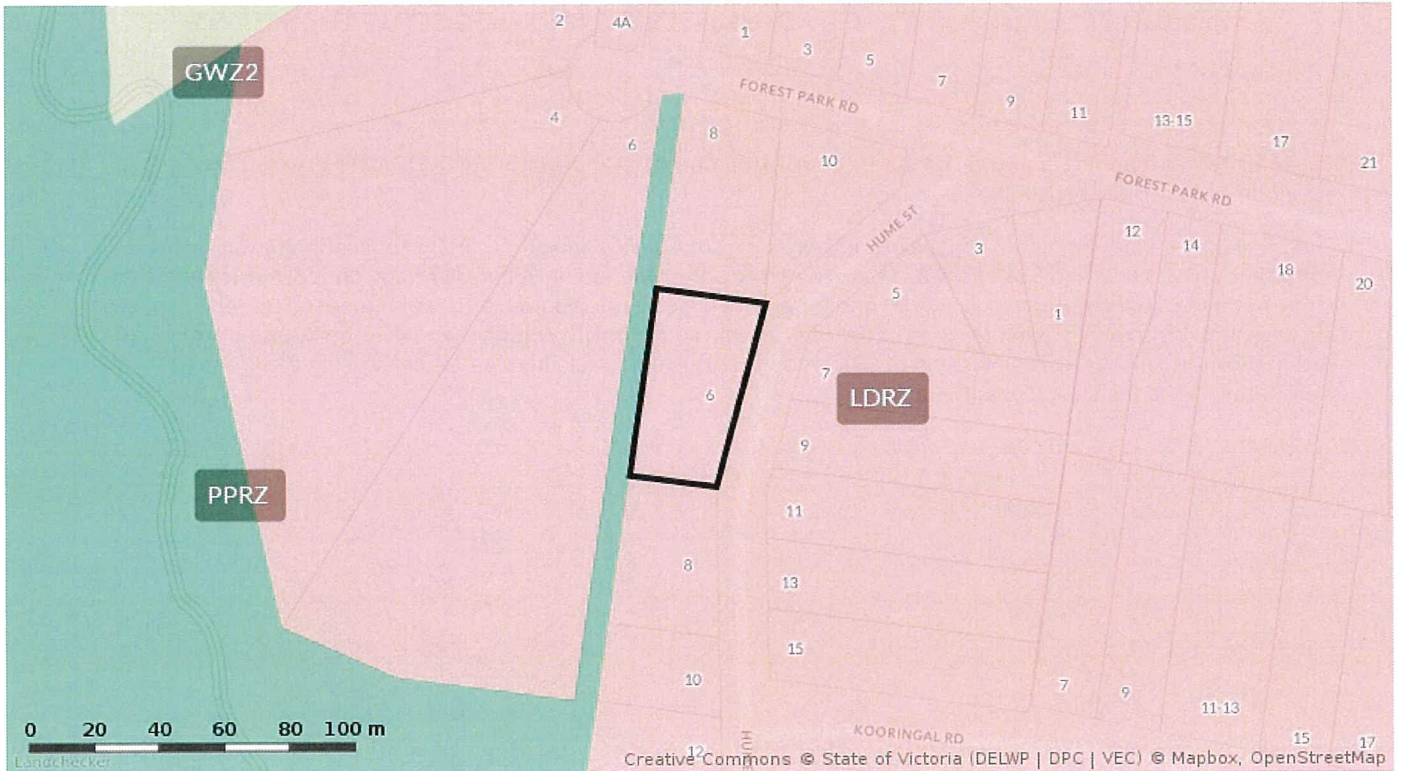 2
4A
1
3
5
7
9
11
13-15
17
21
GWZ2
FOREST PARK RD
4
6
8
10
FOREST PARK RD
HUME ST
3
12
14
18
20
5
1
6
7
LDRZ
9
PPRZ
11
8
13
15
10
7
9
11-13
15
17
KOORINGAL RD
12
HUME
0 20 40 60 80 100 m
Landchecker
Creative Commons © State of Victoria (DELWP | DPC | VEC) © Mapbox, OpenStreetMap